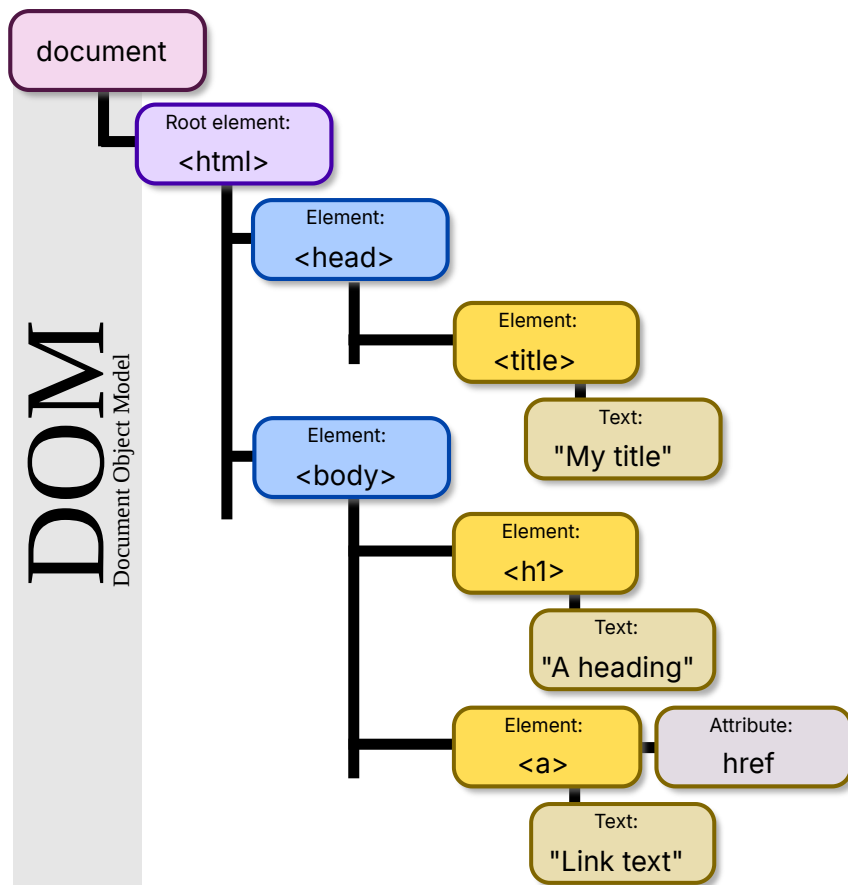 document
Root element:
<html>
Element:
<head>
Element:
<title>
Text:
"My title"
Element:
<body>
Element:
<h1>
Text:
"A heading"
Element:
<a>
Attribute:
href
Text:
"Link text"
DOM
Document Object Model